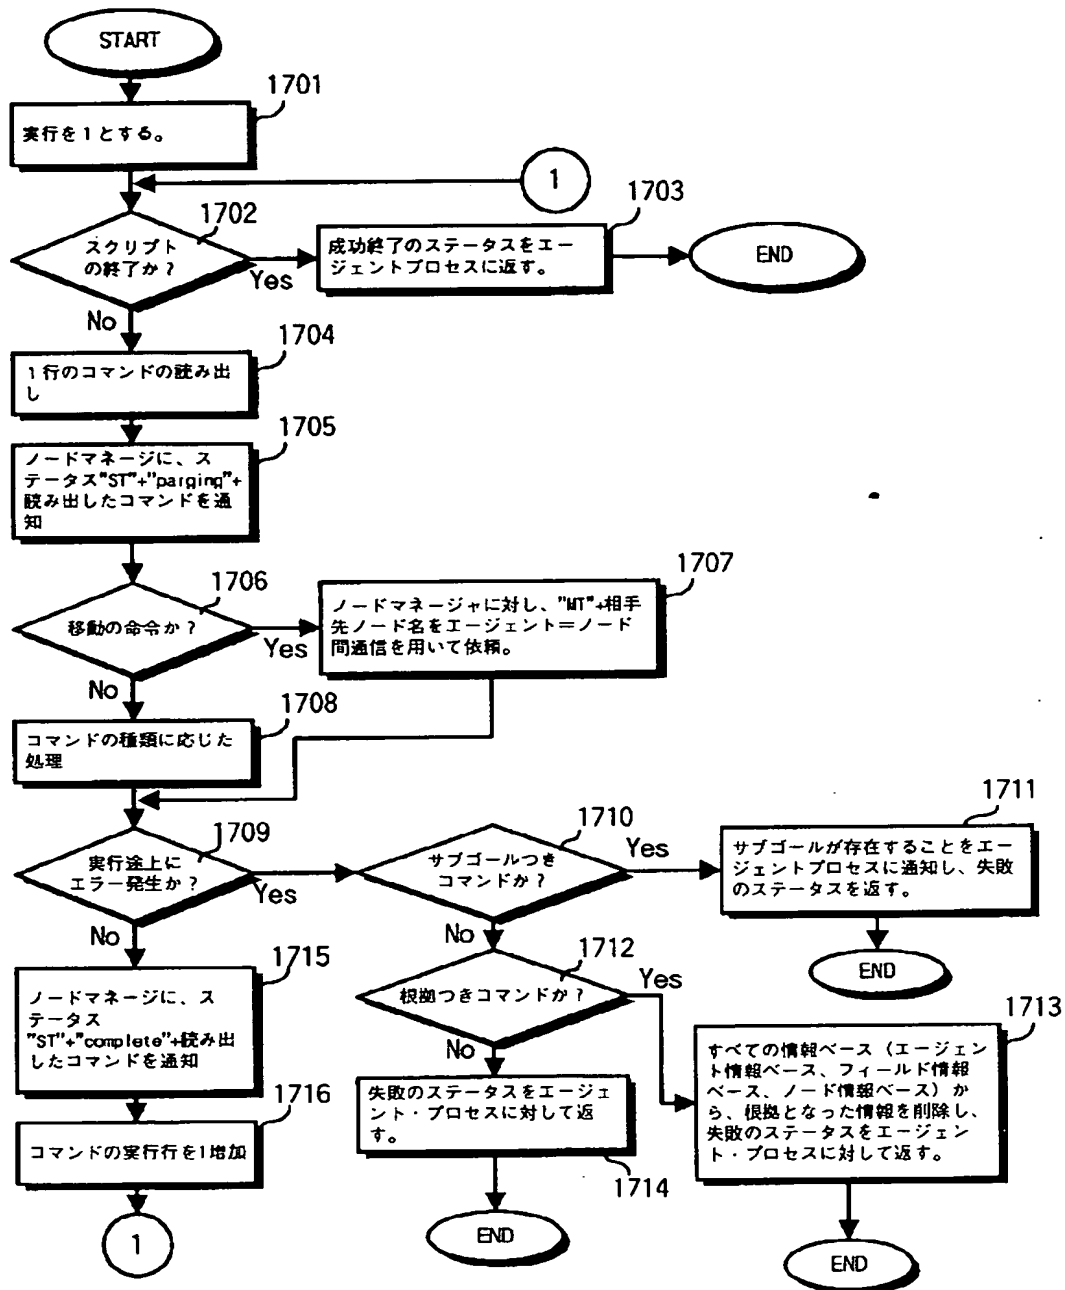 START
1701
実行を1とする。
1
1702
スクリプト
の終了か?
Yes
No
1703
成功終了のステータスをエー
ジェントプロセスに返す。
END
1704
1行のコマンドの読み出
し
1705
ノードマネージに、ス
テータス"ST"+"parging"+
読み出したコマンドを通
知
1706
移動の命令か?
Yes
No
1707
ノードマネージャに対し、"MT"+相手
先ノード名をエージェント=ノード
間通信を用いて依頼。
1708
コマンドの種類に応じた
処理
1709
実行途上に
エラー発生か?
Yes
No
1710
サブゴールつき
コマンドか?
Yes
No
1711
サブゴールが存在することをエー
ジェントプロセスに通知し、失敗
のステータスを返す。
END
1712
根拠つきコマンドか?
Yes
No
1713
すべての情報ベース(エージェン
ト情報ベース、フィールド情報
ベース、ノード情報ベース)か
ら、根拠となった情報を削除し、
失敗のステータスをエージェン
ト・プロセスに対して返す。
END
失敗のステータスをエージェ
ント・プロセスに対して返
す。
1714
END
1715
ノードマネージに、ス
テータス
"ST"+"complete"+読み出
したコマンドを通知
1716
コマンドの実行行を1増加
1